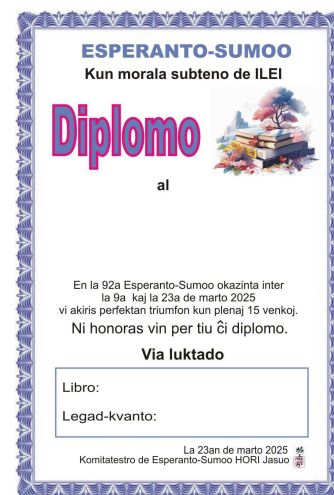 ESPERANTO-SUMOO
Kun morala subteno de ILEI
Diplomo
al
En la 92a Esperanto-Sumoo okazinta inter
la 9a kaj la 23a de marto 2025
vi akiris perfektan triumfon kun plenaj 15 venkoj.
Ni honoras vin per tiu ĉi diplomo.
Via luktado
Libro:
Legad-kvanto:
La 23an de marto 2025
Komitatestro de Esperanto-Sumoo HORI Jasuo